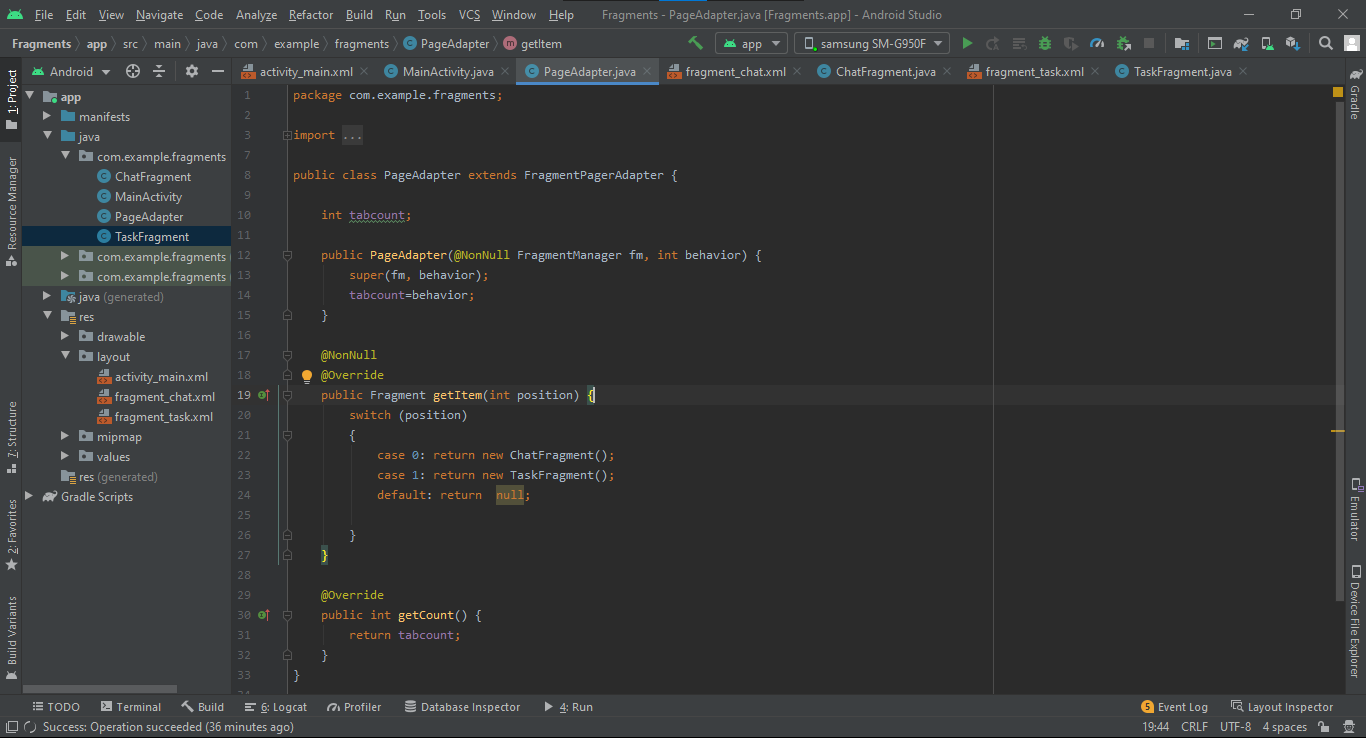 File Edit View Navigate Code Analyze Refactor Build Run Tools VCS Window Help Fragments - PageAdapter.java [Fragments.app] - Android Studio
Fragments app src main java com example fragments PageAdapter getItem app samsung SM-G950F
Android activity_main.xml MainActivity.java PageAdapter.java fragment_chat.xml ChatFragment.java fragment_task.xml TaskFragment.java
1: Project
Resource Manager
7: Structure
2: Favorites
Build Variants
app
manifests
java
com.example.fragments
ChatFragment
MainActivity
PageAdapter
TaskFragment
com.example.fragments
com.example.fragments
java (generated)
res
drawable
layout
activity_main.xml
fragment_chat.xml
fragment_task.xml
mipmap
values
res (generated)
Gradle Scripts
1 package com.example.fragments;
2
3 import ...
7
8 public class PageAdapter extends FragmentPagerAdapter {
9
10 int tabcount;
11
12 public PageAdapter(@NonNull FragmentManager fm, int behavior) {
13 super(fm, behavior);
14 tabcount=behavior;
15 }
16
17 @NonNull
18 @Override
19 public Fragment getItem(int position) {
20 switch (position)
21 {
22 case 0: return new ChatFragment();
23 case 1: return new TaskFragment();
24 default: return  null;
25
26 }
27 }
28
29 @Override
30 public int getCount() {
31 return tabcount;
32 }
33 }
Gradle
Emulator
Device File Explorer
TODO Terminal Build 6: Logcat Profiler Database Inspector 4: Run 5 Event Log Layout Inspector
Success: Operation succeeded (36 minutes ago) 19:44 CRLF UTF-8 4 spaces